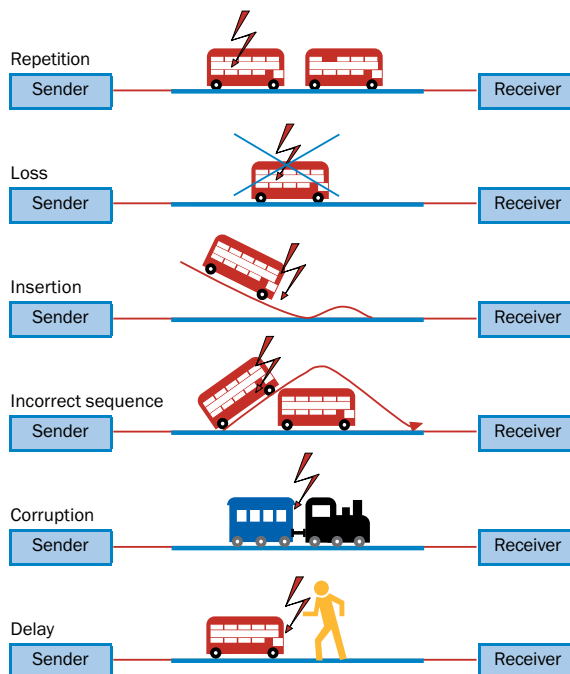 Repetition
Sender Receiver
Loss
Sender Receiver
Insertion
Sender Receiver
Incorrect sequence
Sender Receiver
Corruption
Sender Receiver
Delay
Sender Receiver